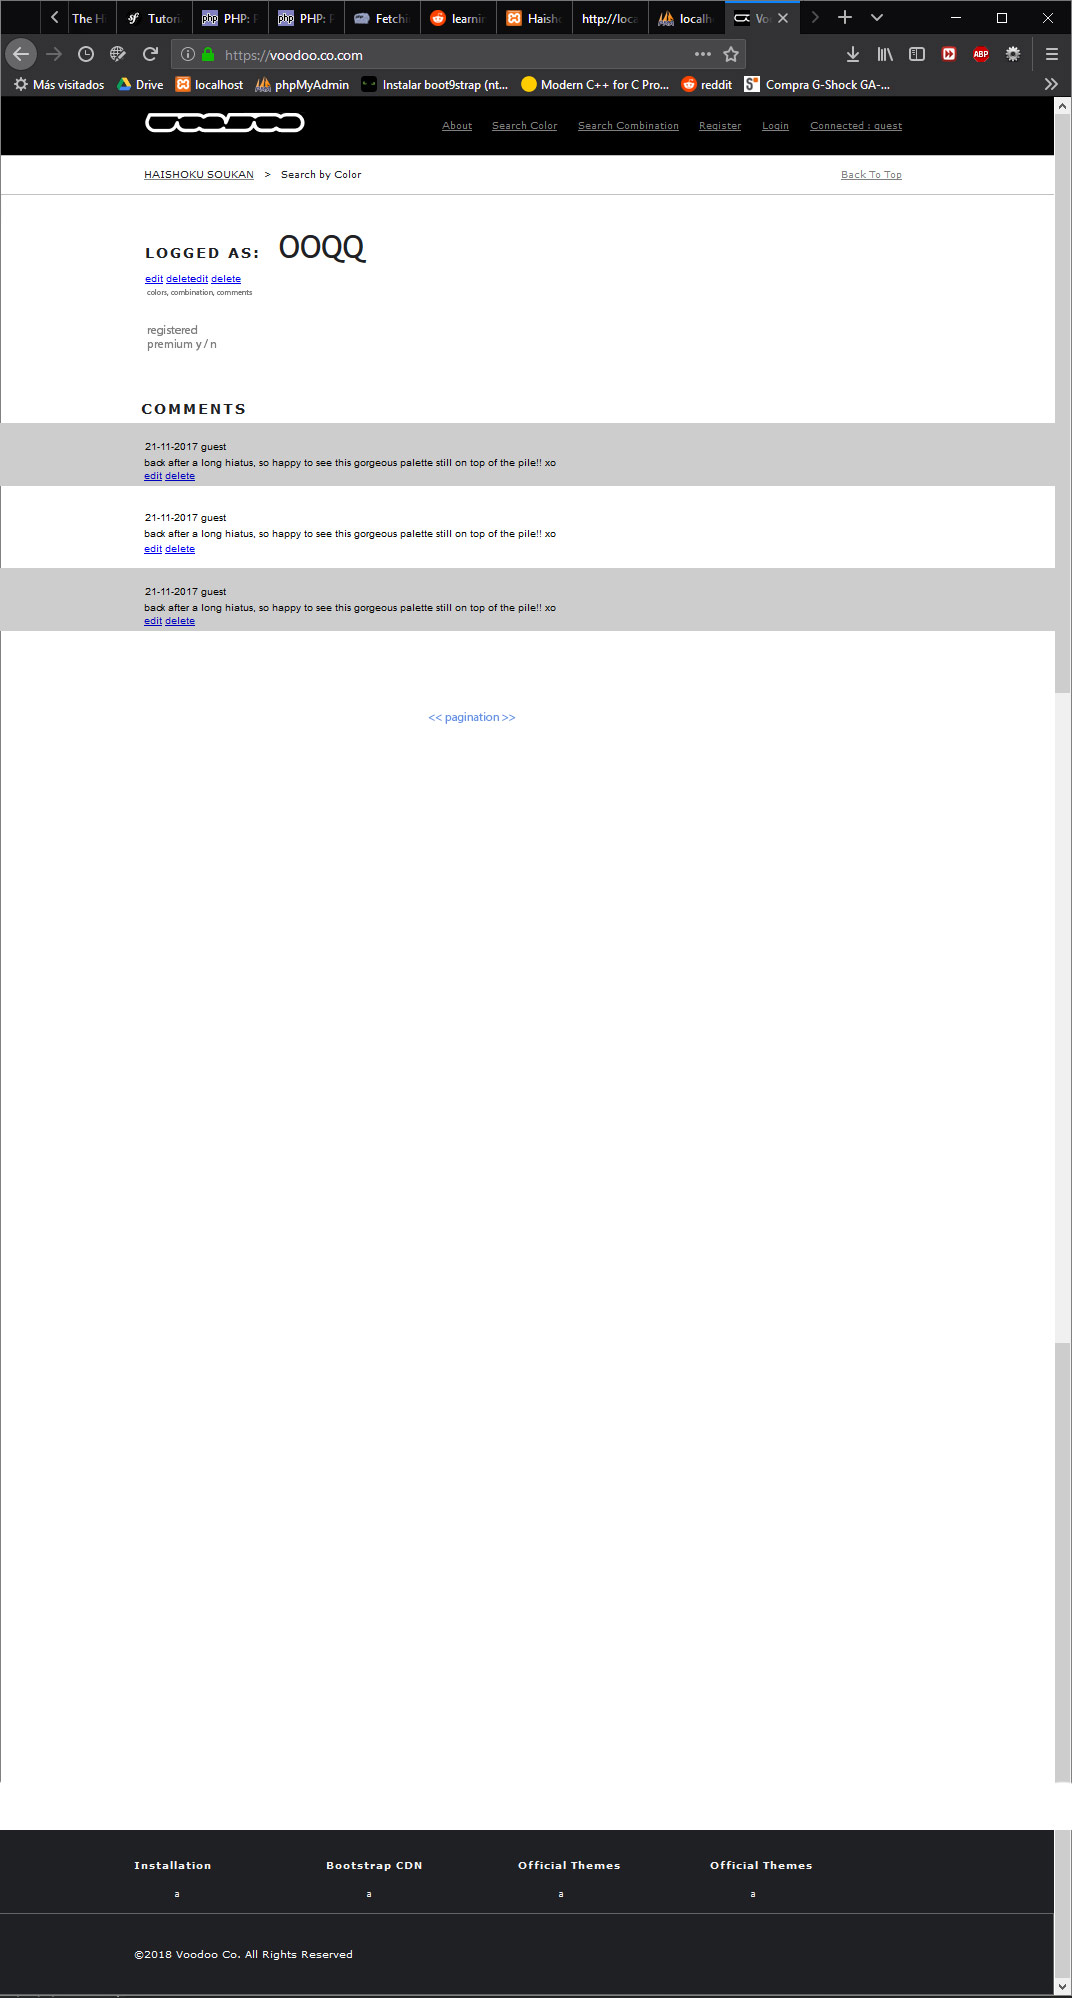 The Hi
Tutori
PHP: F
PHP: F
Fetchi
learnin
Haish
http://loca
localh
Vo
https://voodoo.co.com
ABP
Más visitados
Drive
localhost
phpMyAdmin
Instalar boot9strap (nt...
Modern C++ for C Pro...
reddit
Compra G-Shock GA-...
VOODOO
About
Search Color
Search Combination
Register
Login
Connected : guest
HAISHOKU SOUKAN > Search by Color
Back To Top
LOGGED AS: OOQQ
edit deletedit delete
colors, combination, comments
registered
premium y / n
COMMENTS
21-11-2017 guest
back after a long hiatus, so happy to see this gorgeous palette still on top of the pile!! xo
edit delete
21-11-2017 guest
back after a long hiatus, so happy to see this gorgeous palette still on top of the pile!! xo
edit delete
21-11-2017 guest
back after a long hiatus, so happy to see this gorgeous palette still on top of the pile!! xo
edit delete
<< pagination >>
Installation
Bootstrap CDN
Official Themes
Official Themes
a
a
a
a
©2018 Voodoo Co. All Rights Reserved